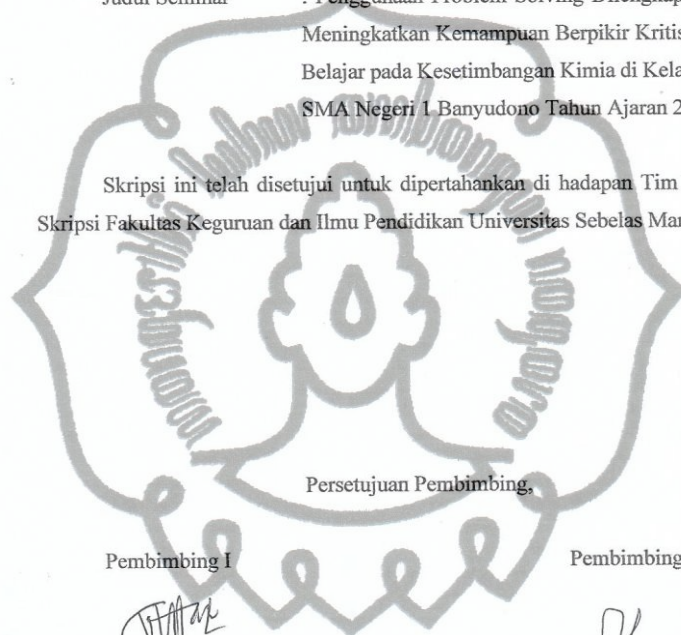 Judul Seminar : Penggunaan Problem Solving Dilengkap
Meningkatkan Kemampuan Berpikir Kritis
Belajar pada Kesetimbangan Kimia di Kela
SMA Negeri 1 Banyudono Tahun Ajaran 2
Skripsi ini telah disetujui untuk dipertahankan di hadapan Tim
Skripsi Fakultas Keguruan dan Ilmu Pendidikan Universitas Sebelas Mar
Persetujuan Pembimbing,
Pembimbing I Pembimbing